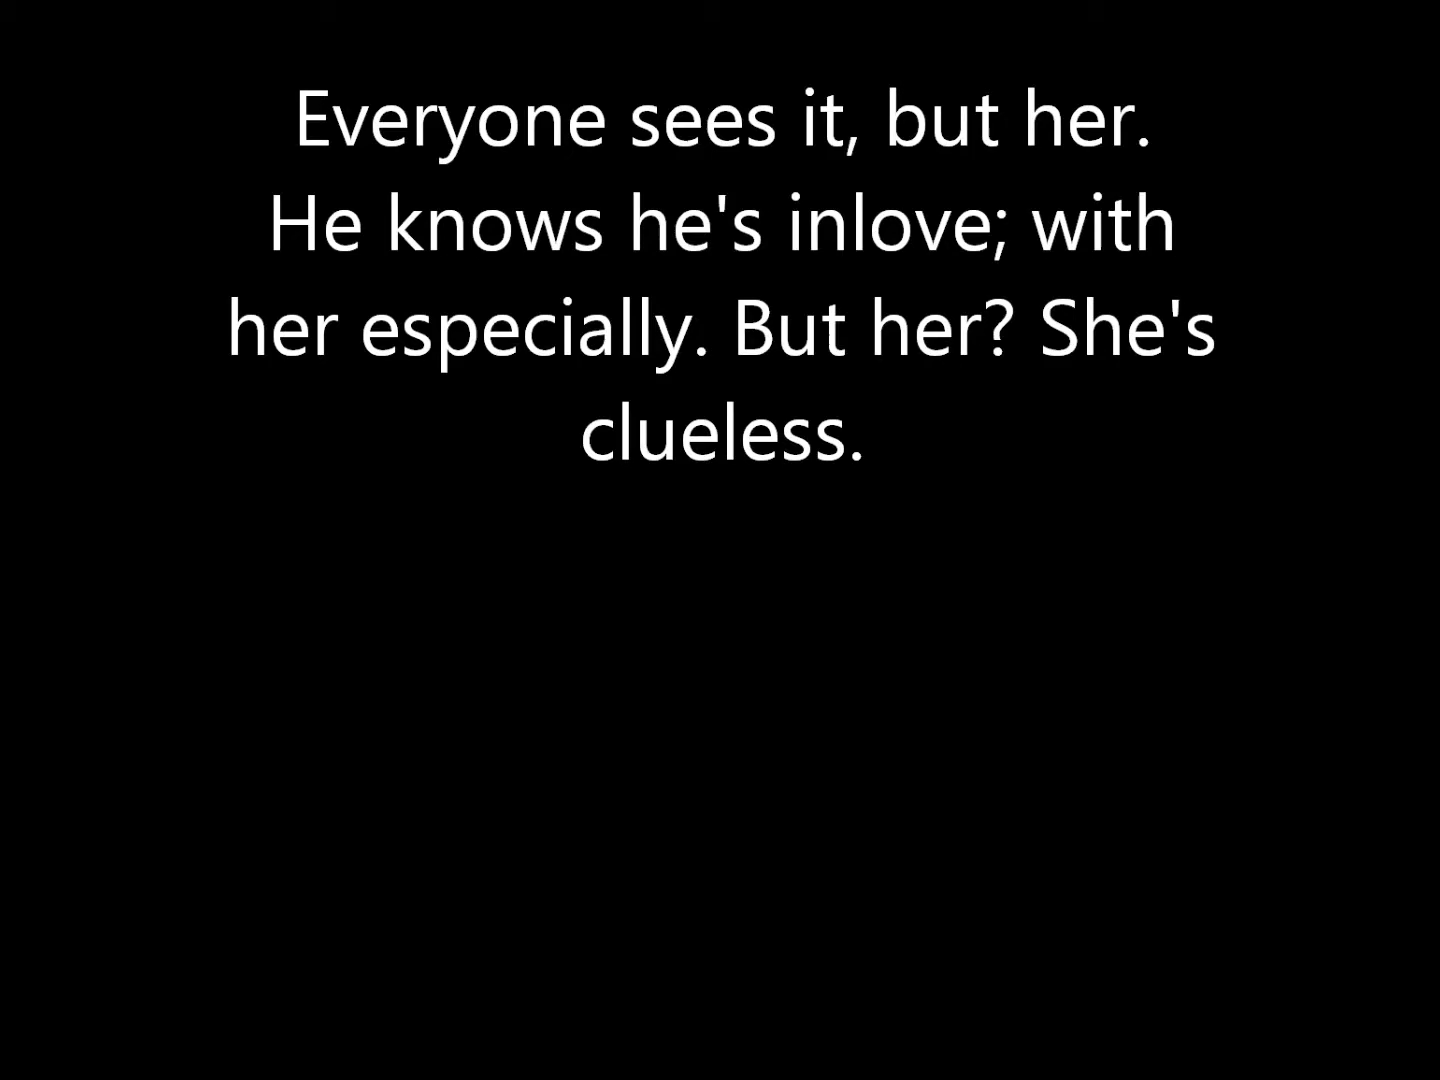 Everyone sees it, but her.
He knows he's inlove; with
her especially. But her? She's
clueless.